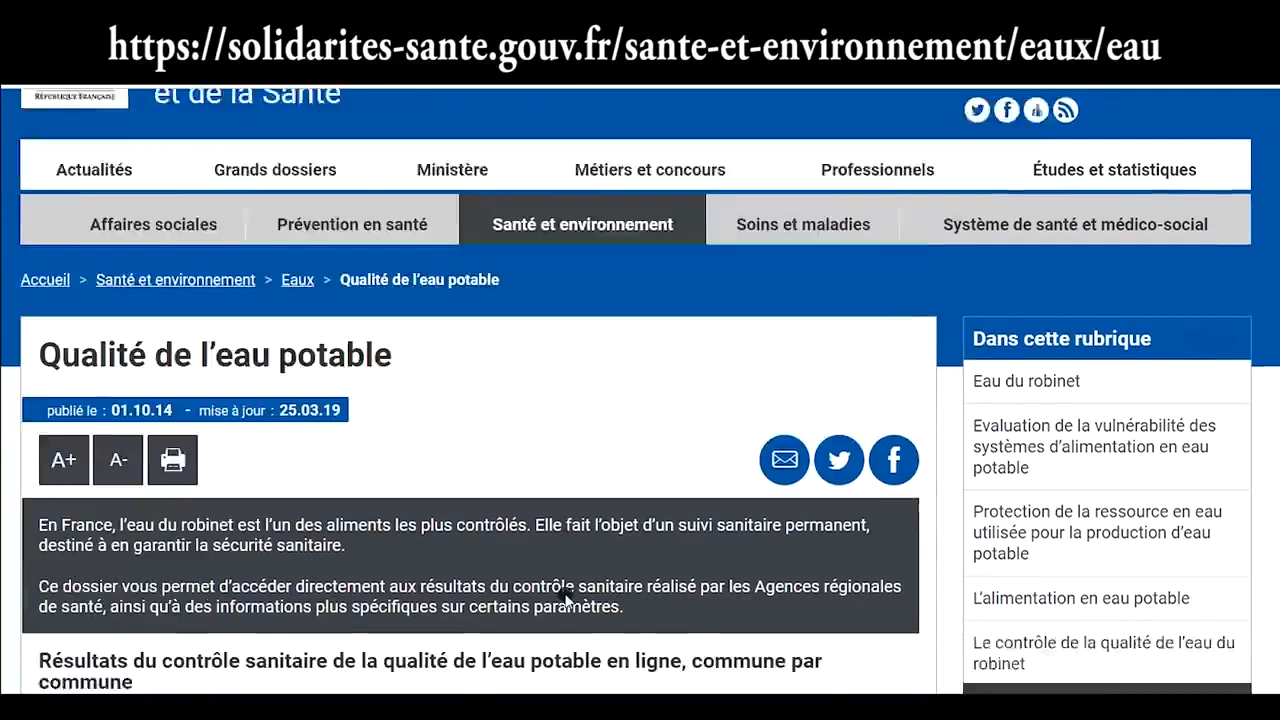 https://solidarites-sante.gouv.fr/sante-et-environnement/eaux/eau
RÉPUBLIQUE FRANÇAISE
et de la Santé
Actualités
Grands dossiers
Ministère
Métiers et concours
Professionnels
Études et statistiques
Affaires sociales
Prévention en santé
Santé et environnement
Soins et maladies
Système de santé et médico-social
Accueil > Santé et environnement > Eaux > Qualité de l'eau potable
Qualité de l'eau potable
publié le : 01.10.14 - mise à jour : 25.03.19
A+
A-
En France, l'eau du robinet est l'un des aliments les plus contrôlés. Elle fait l'objet d'un suivi sanitaire permanent,
destiné à en garantir la sécurité sanitaire.
Ce dossier vous permet d'accéder directement aux résultats du contrôle sanitaire réalisé par les Agences régionales
de santé, ainsi qu'à des informations plus spécifiques sur certains paramètres.
Résultats du contrôle sanitaire de la qualité de l'eau potable en ligne, commune par
commune
Dans cette rubrique
Eau du robinet
Evaluation de la vulnérabilité des
systèmes d'alimentation en eau
potable
Protection de la ressource en eau
utilisée pour la production d'eau
potable
L'alimentation en eau potable
Le contrôle de la qualité de l'eau du
robinet